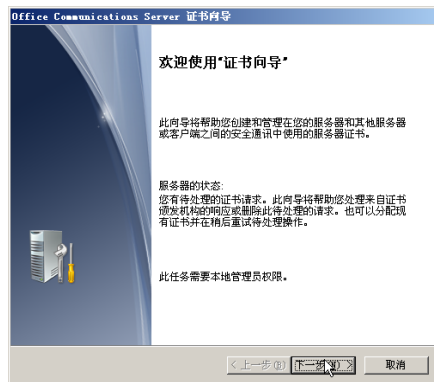 Office Communications Server 证书向导
欢迎使用“证书向导”
此向导将帮助您创建和管理在您的服务器和其他服务器
或客户端之间的安全通讯中使用的服务器证书。
服务器的状态:
您有待处理的证书请求。此向导将帮助您处理来自证书
颁发机构的响应或删除此待处理的请求。也可以分配现
有证书并在稍后重试待处理操作。
此任务需要本地管理员权限。
< 上一步(B) 下一步(N) > 取消